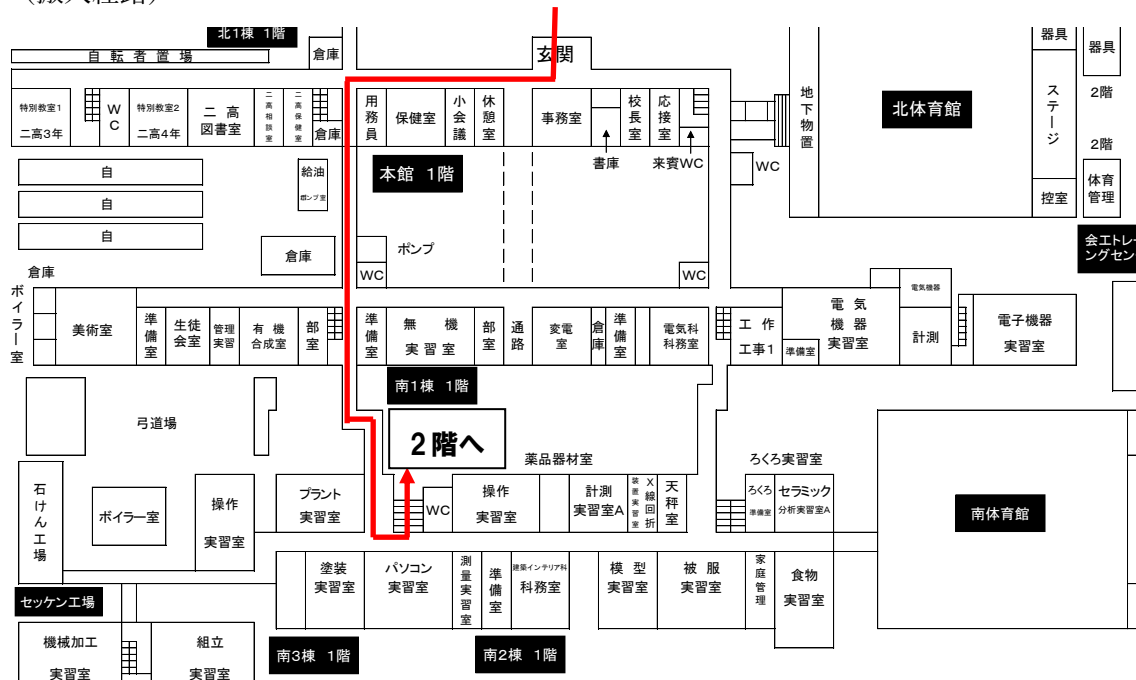 （搬入経路）
北1棟 1階
自 転 者 置 場
倉庫
玄関
器具
器具
2階
2階
特別教室1
二高3年
WC
特別教室2
二高4年
二 高
図書室
二高相談室
二高保健室
倉庫
用務員
保健室
小会議
休憩室
事務室
書庫
校長室
応接室
来賓WC
地下物置
北体育館
ステージ
控室
体育
管理
WC
本館 1階
自
自
自
給油
倉庫
ポンプ
WC
WC
会工トレー
ングセン
倉庫
ボイラー室
美術室
準備室
生徒
会室
管理
実習
有 機
合成室
部室
準備室
無 機
実 習 室
部室
通路
変電
室
倉庫
準備室
電気科
科務室
工 作
工事1
準備室
電 気
機 器
実習室
電気機器
計測
電子機器
実習室
南1棟 1階
2階へ
弓道場
薬品器材室
ろくろ実習室
石けん工場
ボイラー室
操作
実習室
プラント
実習室
WC
操作
実習室
計測
実習室A
装置実習室
X線回折
天秤室
ろくろ
準備室
セラミック
分析実習室A
南体育館
塗装
実習室
パソコン
実習室
測量実習室
準備室
建築インテリア科
科務室
模 型
実習室
被 服
実習室
家庭管理
食物
実習室
セッケン工場
機械加工
実習室
組立
実習室
南3棟 1階
南2棟 1階